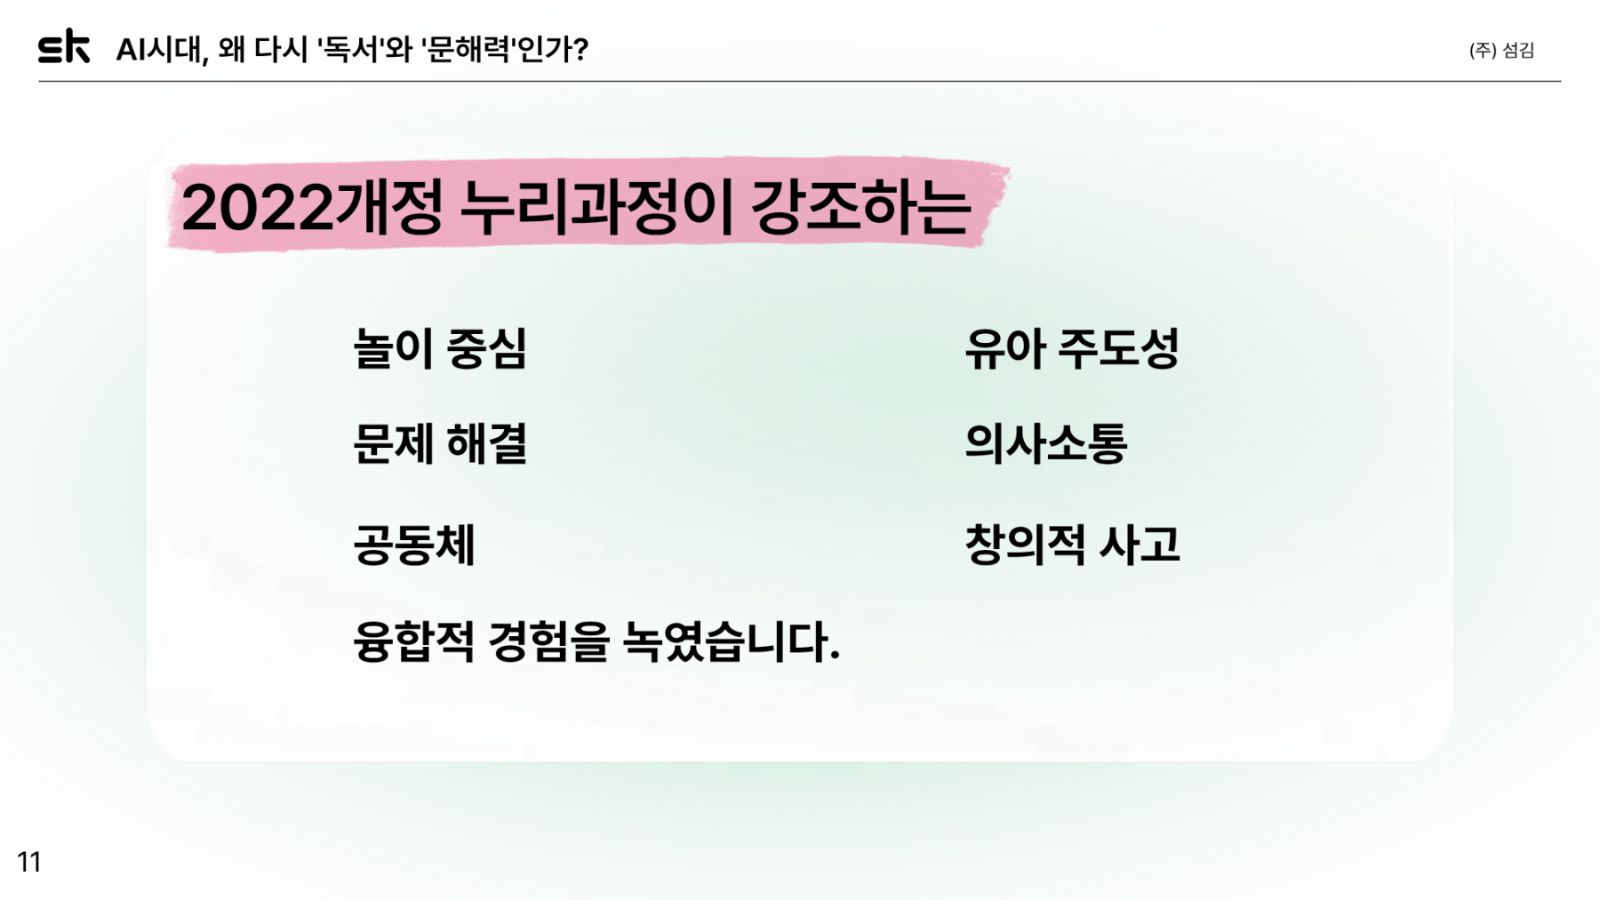 sk AI시대, 왜 다시 '독서'와 '문해력'인가?
(주) 섬김
2022개정 누리과정이 강조하는
놀이 중심
유아 주도성
문제 해결
의사소통
공동체
창의적 사고
융합적 경험을 녹였습니다.
11